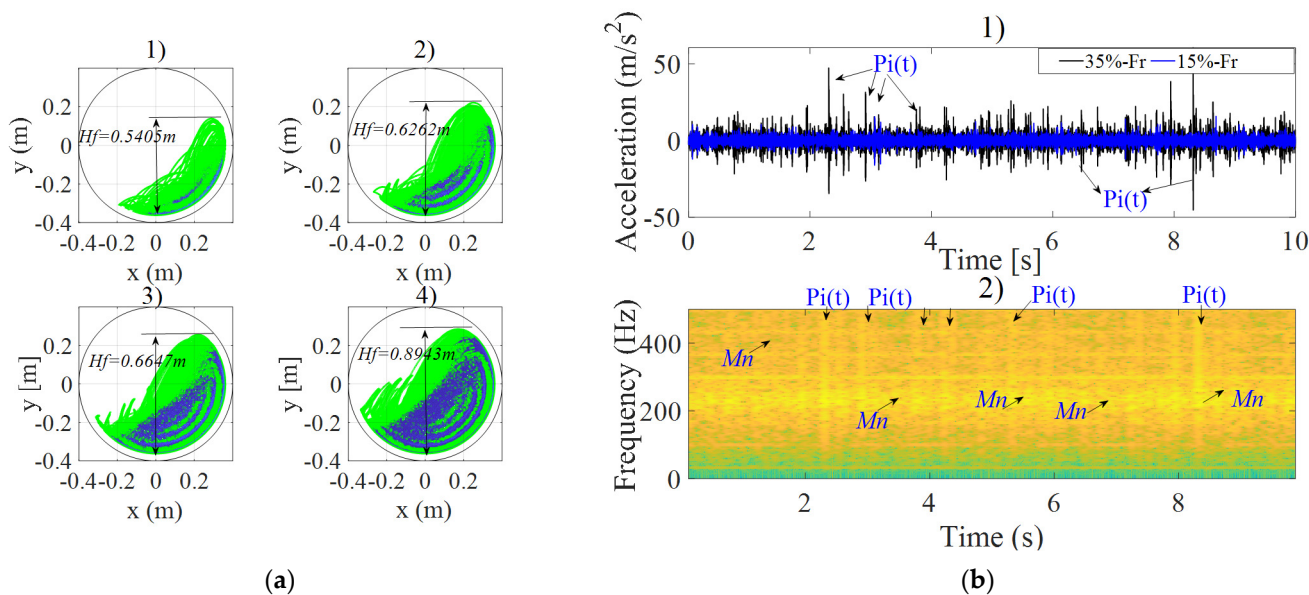 1)
0.2
0
-0.2
-0.4
y (m)
Hf=0.5405m
-0.4-0.2 0 0.2
x (m)
2)
0.2
0
-0.2
-0.4
y (m)
Hf=0.6262m
-0.4-0.2 0 0.2
x (m)
3)
0.2
0
-0.2
-0.4
y [m]
Hf=0.6647m
-0.4-0.2 0 0.2
x (m)
4)
0.2
0
-0.2
-0.4
y [m]
Hf=0.8943m
-0.4-0.2 0 0.2
x (m)
(a)
1)
Acceleration (m/s²)
50
0
-50
Pi(t)
35%-Fr 15%-Fr
Pi(t)
0 2 4 6 8 10
Time [s]
2)
Pi(t) Pi(t) Pi(t) Pi(t)
Frequency (Hz)
400
200
0
Mn
Mn Mn Mn Mn
2 4 6 8
Time (s)
(b)